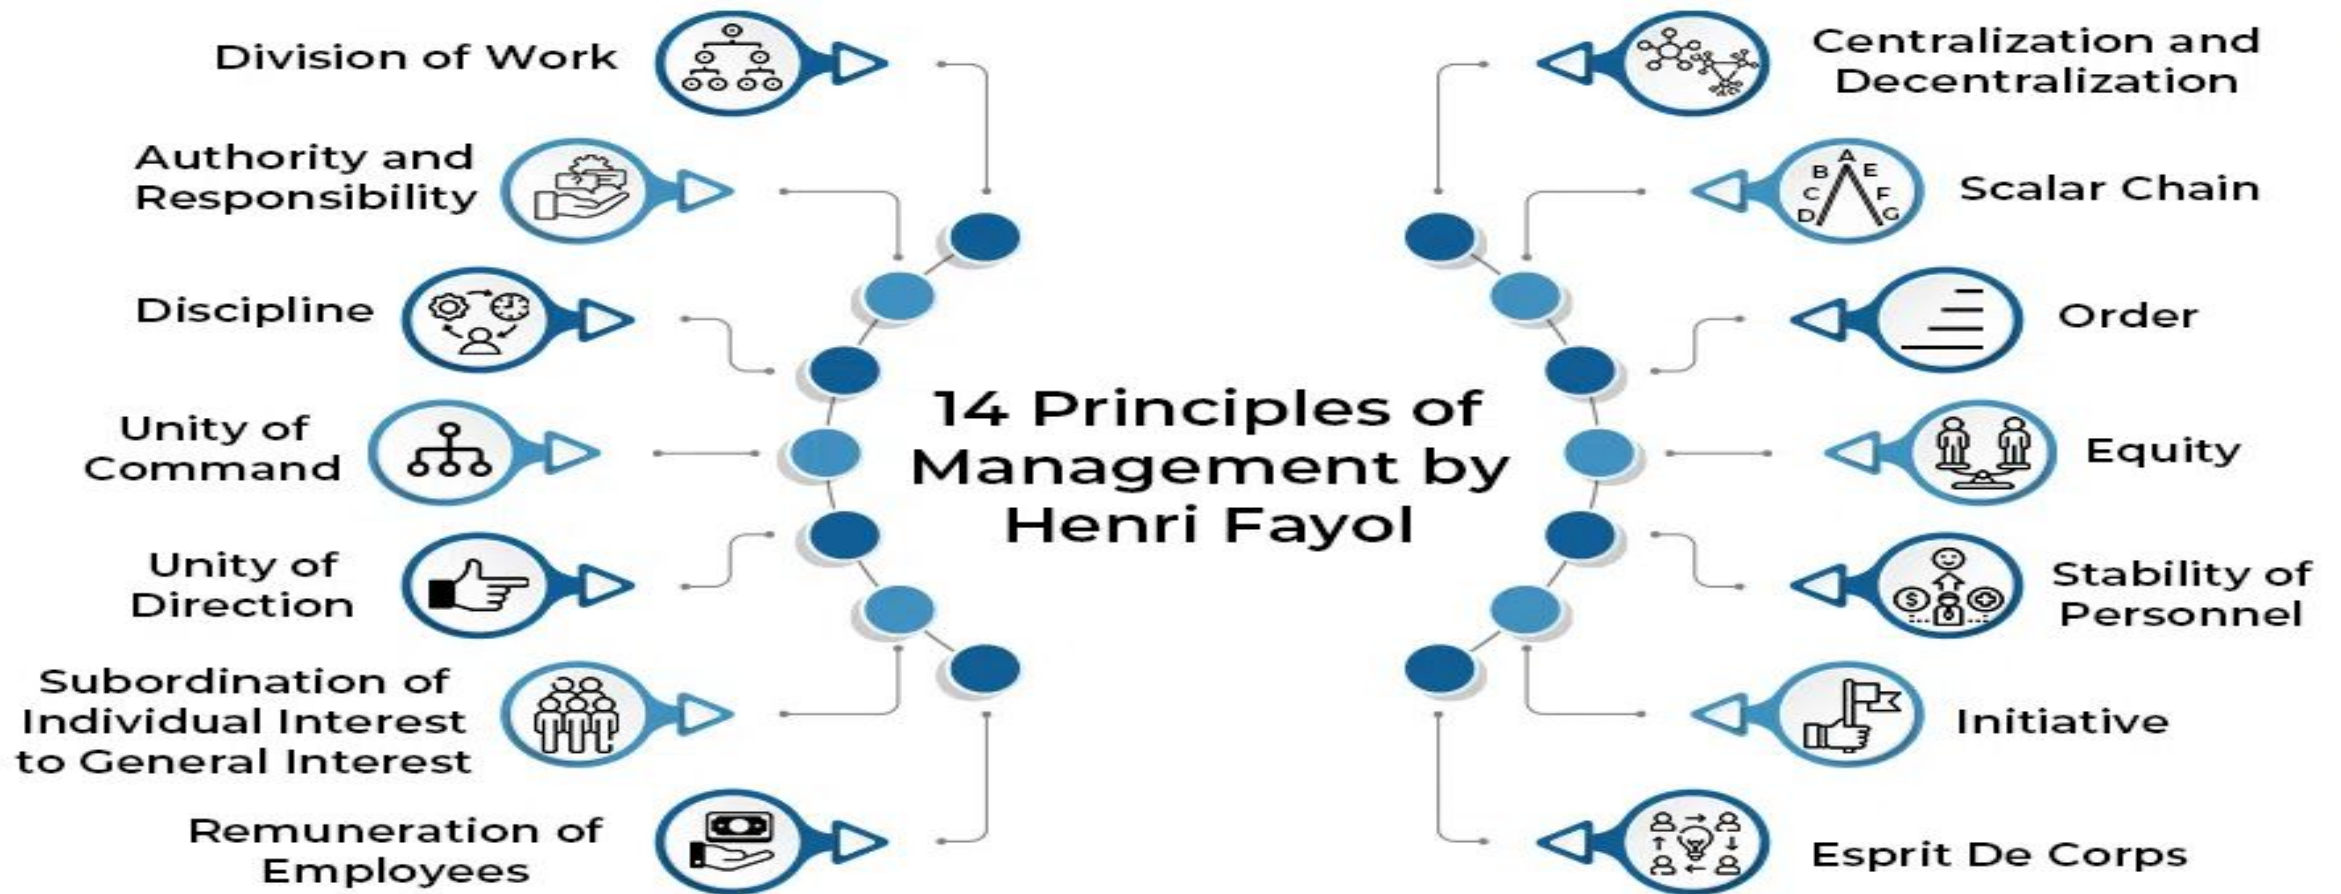 Division of Work
Authority and
Responsibility
Discipline
Unity of
Command
Unity of
Direction
Subordination of
Individual Interest
to General Interest
Remuneration of
Employees
14 Principles of
Management by
Henri Fayol
Centralization and
Decentralization
A
B E
C F
D G
Scalar Chain
Order
Equity
$
Stability of
Personnel
Initiative
Esprit De Corps